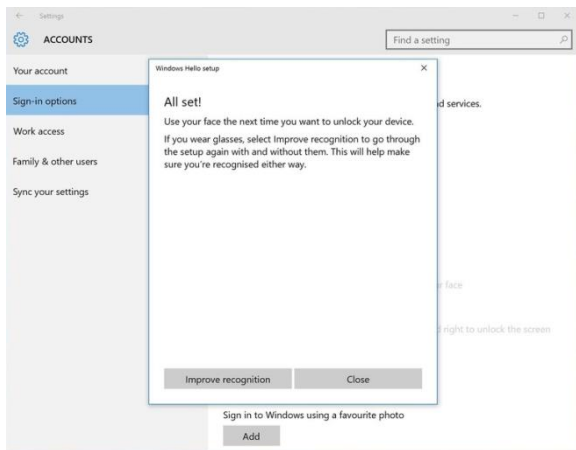 Settings
ACCOUNTS
Find a setting
Your account
Sign-in options
Work access
Family & other users
Sync your settings
Windows Hello setup
All set!
Use your face the next time you want to unlock your device.
If you wear glasses, select Improve recognition to go through
the setup again with and without them. This will help make
sure you're recognised either way.
Improve recognition
Close
d services.
r face
right to unlock the screen
Sign in to Windows using a favourite photo
Add